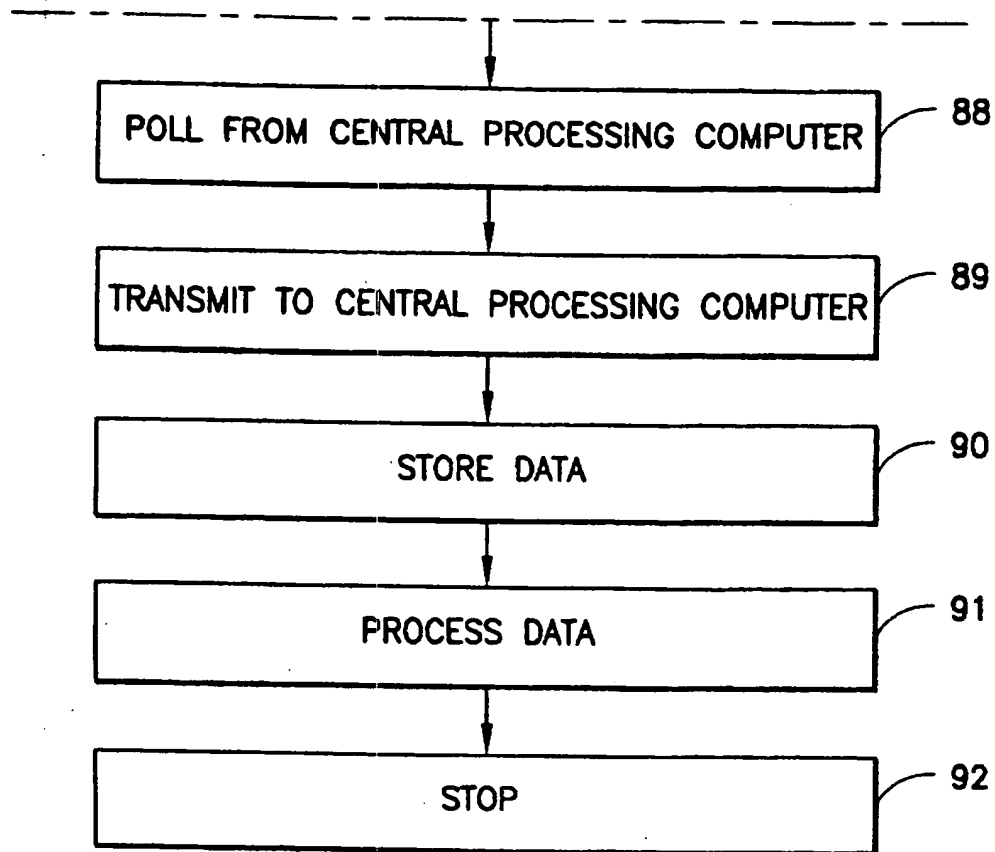 POLL FROM CENTRAL PROCESSING COMPUTER 88
TRANSMIT TO CENTRAL PROCESSING COMPUTER 89
STORE DATA 90
PROCESS DATA 91
STOP 92